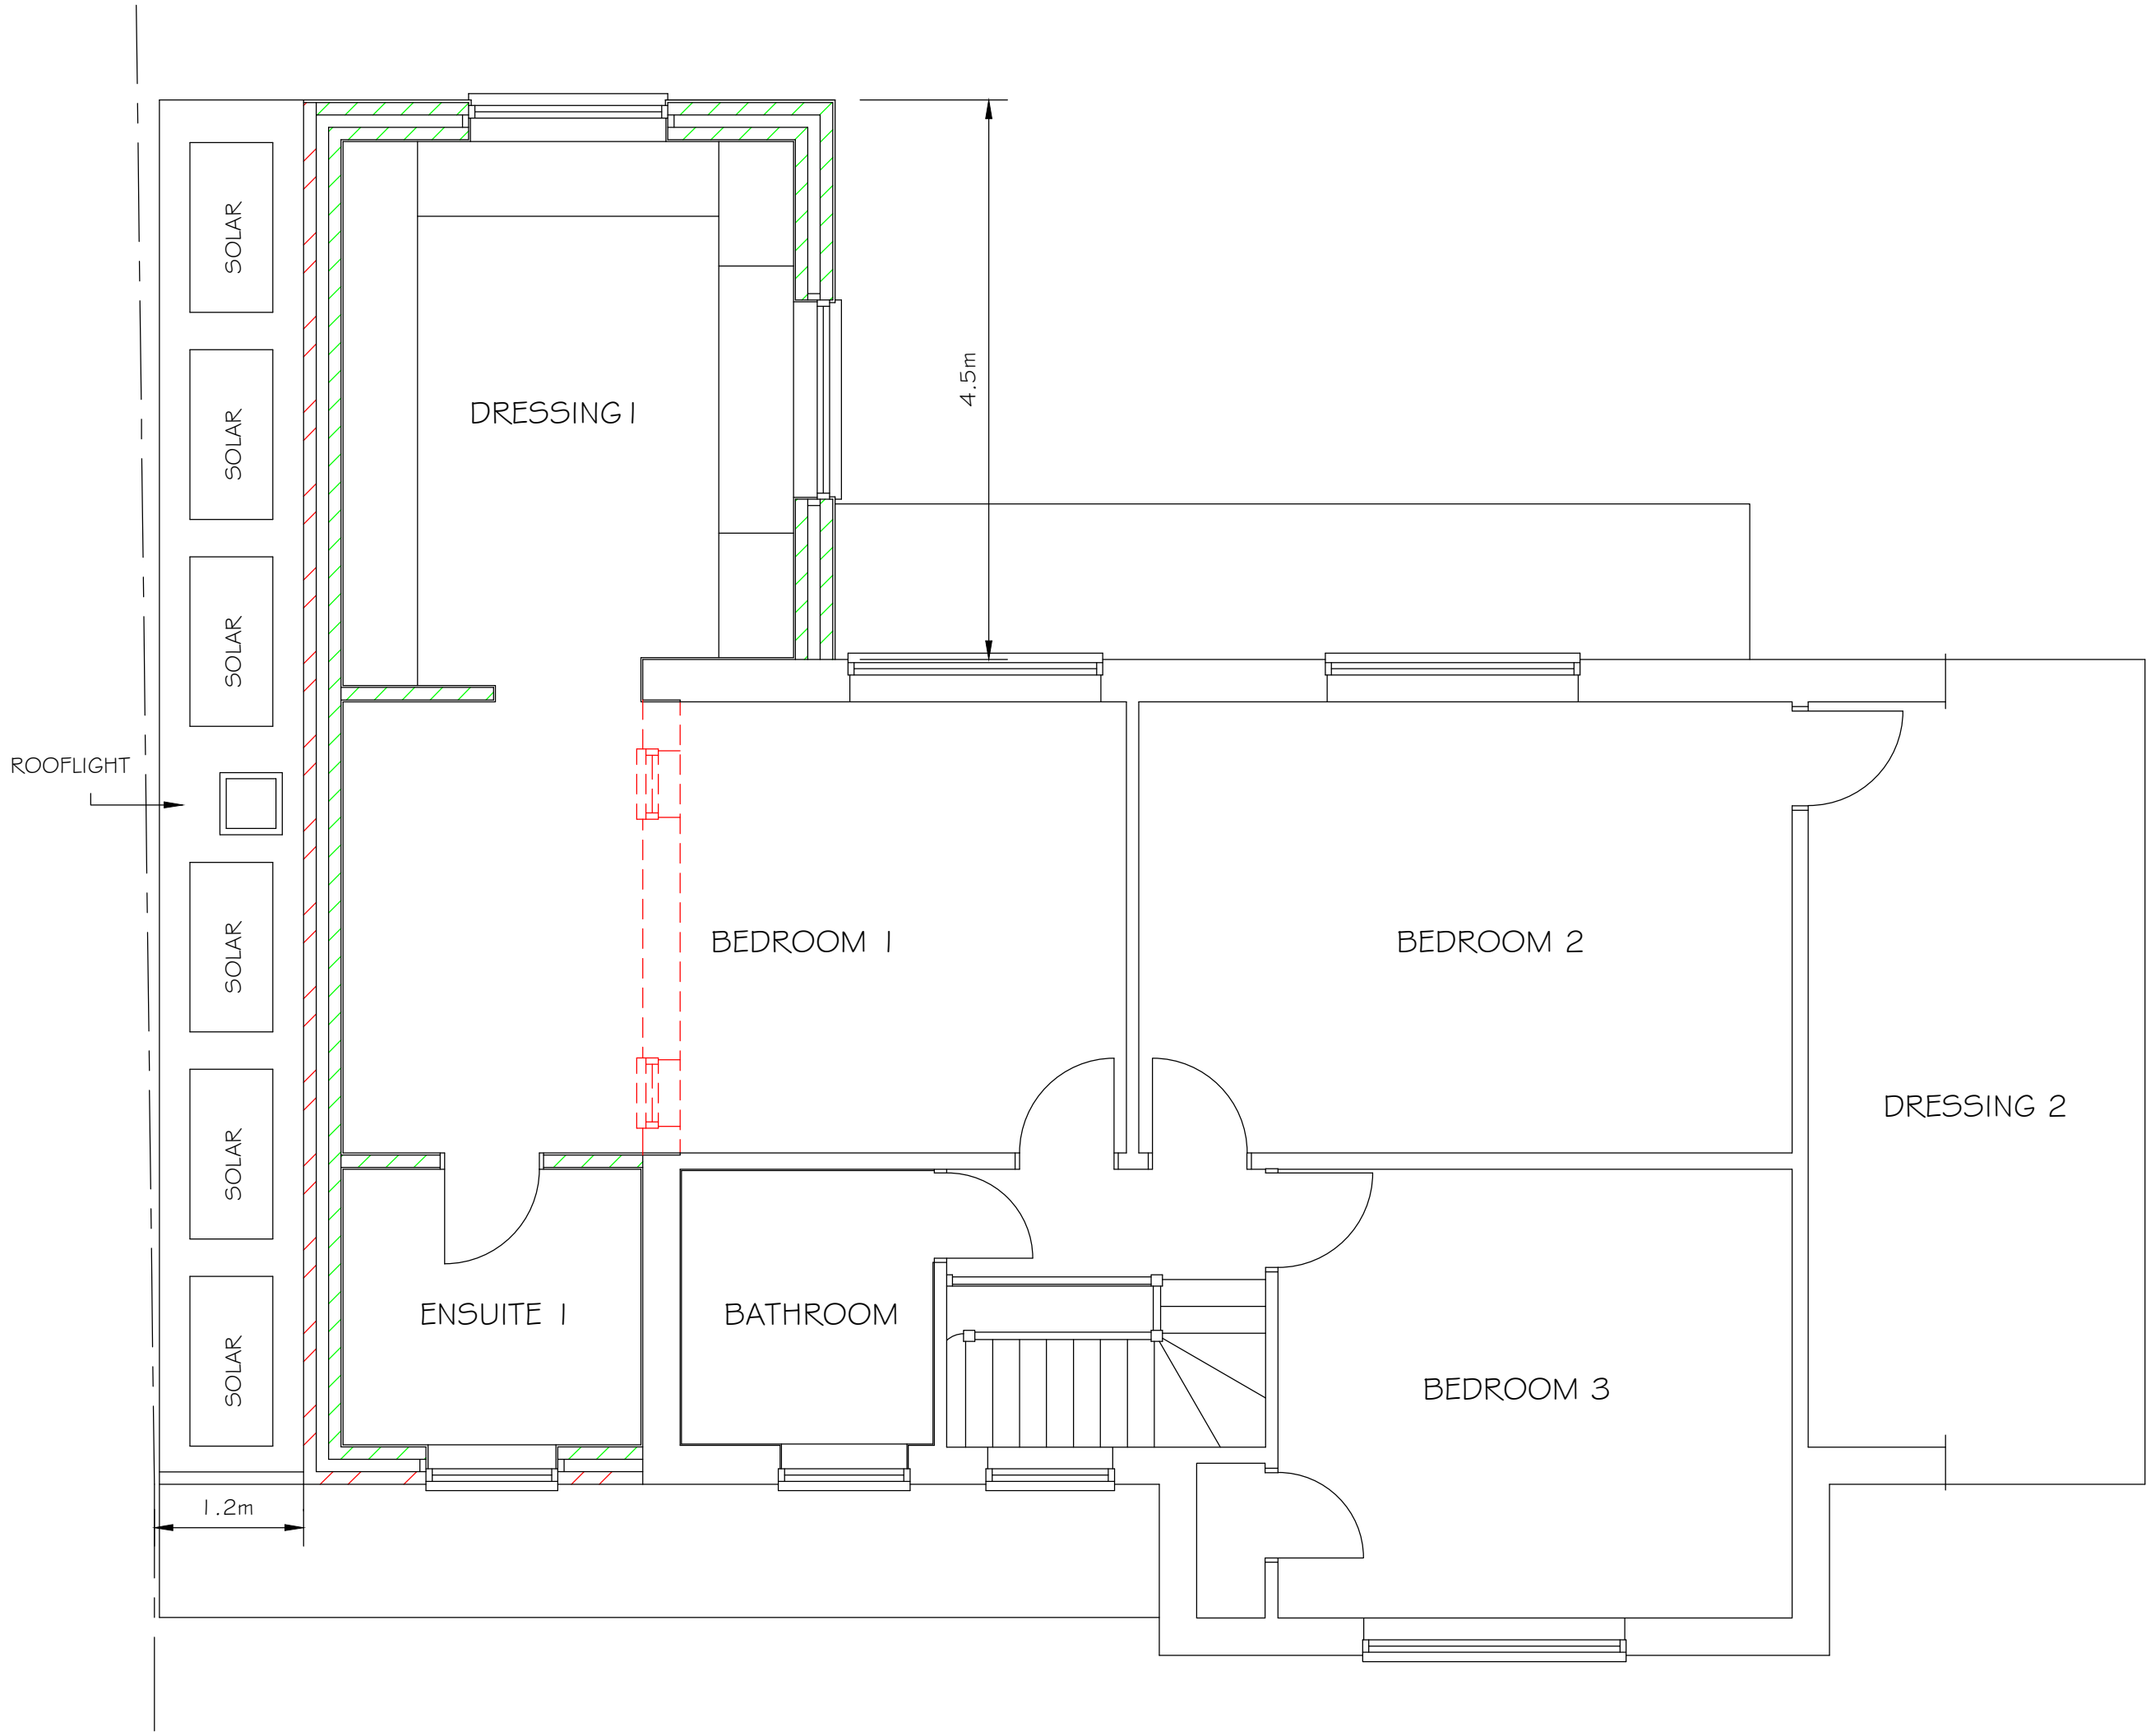 SOLAR
SOLAR
4.5m
DRESSING 1
SOLAR
ROOFLIGHT
SOLAR
BEDROOM 1
BEDROOM 2
DRESSING 2
SOLAR
ENSUITE 1
BATHROOM
SOLAR
BEDROOM 3
1.2m